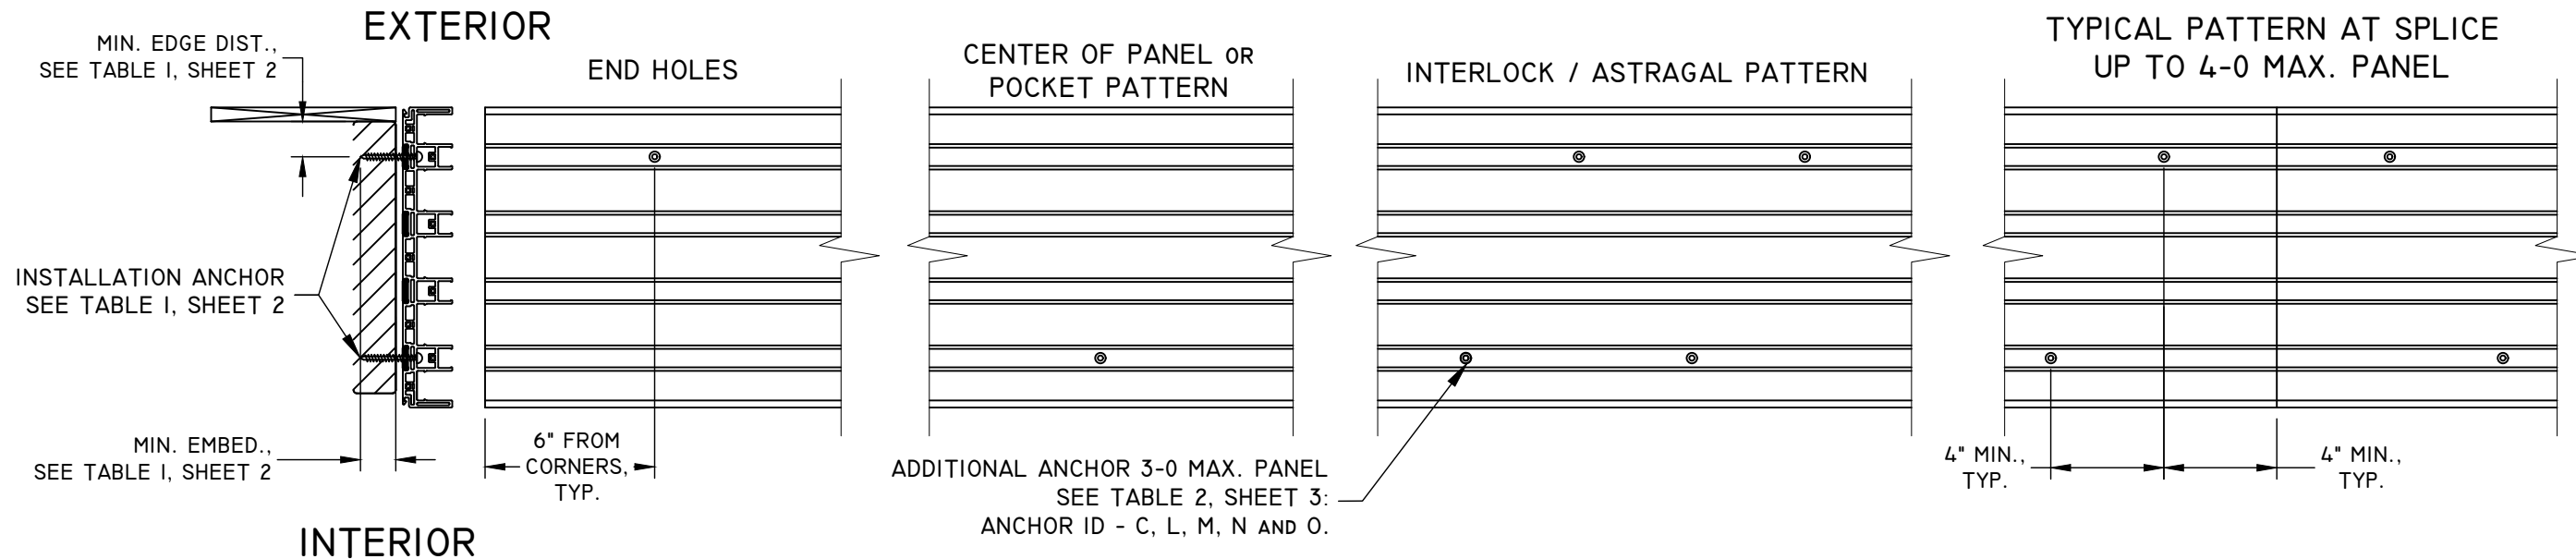 EXTERIOR
MIN. EDGE DIST.,
SEE TABLE 1, SHEET 2
END HOLES
CENTER OF PANEL OR
POCKET PATTERN
INTERLOCK / ASTRAGAL PATTERN
TYPICAL PATTERN AT SPLICE
UP TO 4-0 MAX. PANEL
INSTALLATION ANCHOR
SEE TABLE 1, SHEET 2
MIN. EMBED.,
SEE TABLE 1, SHEET 2
6" FROM
CORNERS,
TYP.
ADDITIONAL ANCHOR 3-0 MAX. PANEL
SEE TABLE 2, SHEET 3:
ANCHOR ID - C, L, M, N AND O.
4" MIN.,
TYP.
4" MIN.,
TYP.
INTERIOR